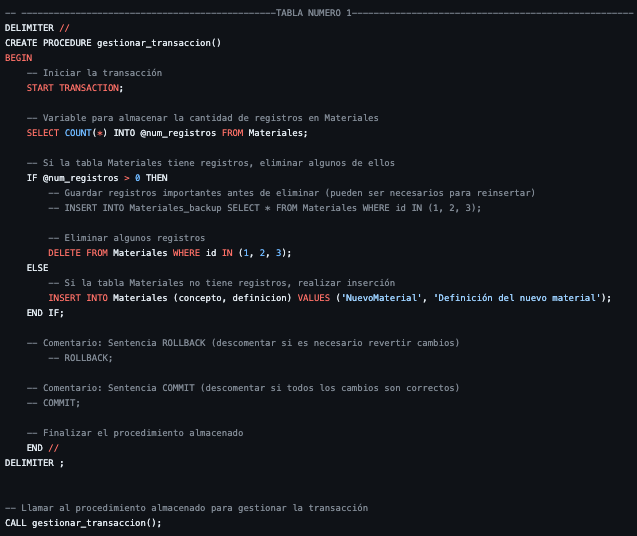 -- -----------------------------------------------TABLA NUMERO 1----------------------------------------------------
DELIMITER //
CREATE PROCEDURE gestionar_transaccion()
BEGIN
    -- Iniciar la transacción
    START TRANSACTION;

    -- Variable para almacenar la cantidad de registros en Materiales
    SELECT COUNT(*) INTO @num_registros FROM Materiales;

    -- Si la tabla Materiales tiene registros, eliminar algunos de ellos
    IF @num_registros > 0 THEN
        -- Guardar registros importantes antes de eliminar (pueden ser necesarios para reinsertar)
        -- INSERT INTO Materiales_backup SELECT * FROM Materiales WHERE id IN (1, 2, 3);

        -- Eliminar algunos registros
        DELETE FROM Materiales WHERE id IN (1, 2, 3);
    ELSE
        -- Si la tabla Materiales no tiene registros, realizar inserción
        INSERT INTO Materiales (concepto, definicion) VALUES ('NuevoMaterial', 'Definición del nuevo material');
    END IF;

    -- Comentario: Sentencia ROLLBACK (descomentar si es necesario revertir cambios)
        -- ROLLBACK;

    -- Comentario: Sentencia COMMIT (descomentar si todos los cambios son correctos)
    -- COMMIT;

    -- Finalizar el procedimiento almacenado
    END //
DELIMITER ;

-- Llamar al procedimiento almacenado para gestionar la transacción
CALL gestionar_transaccion();